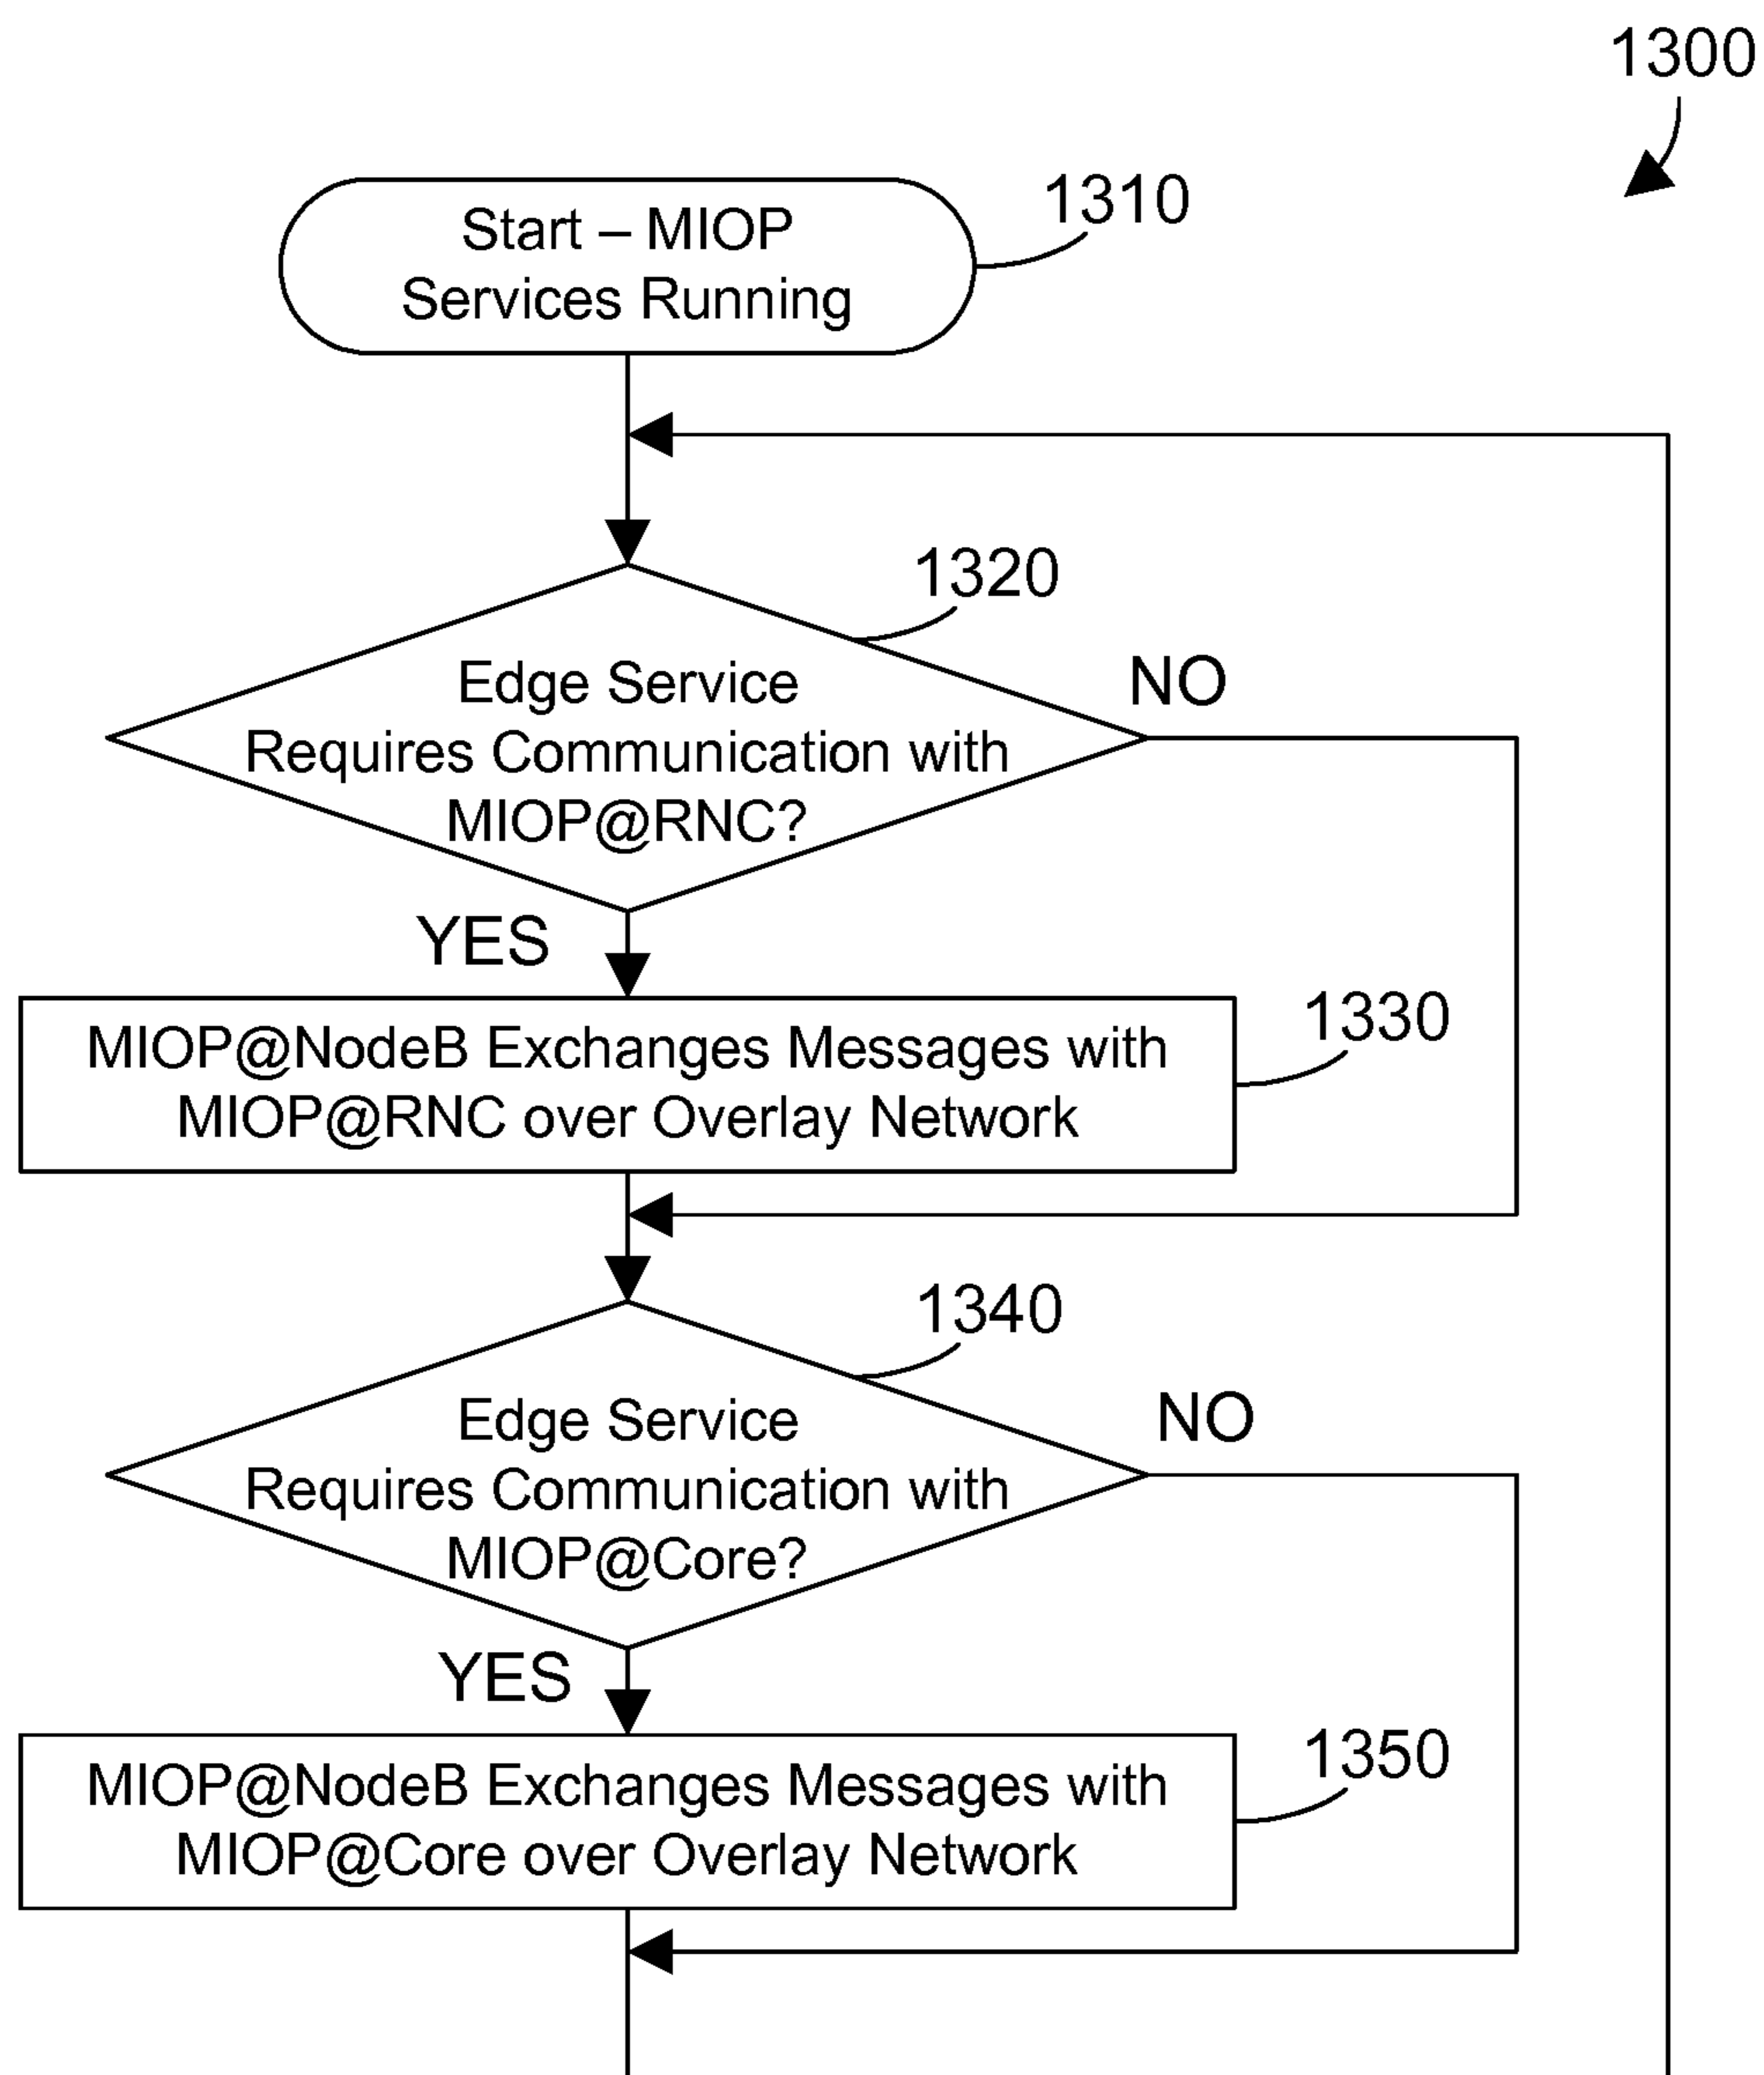 1300
1310
Start – MIOP
Services Running
1320
Edge Service
Requires Communication with
MIOP@RNC?
NO
YES
1330
MIOP@NodeB Exchanges Messages with
MIOP@RNC over Overlay Network
1340
Edge Service
Requires Communication with
MIOP@Core?
NO
YES
1350
MIOP@NodeB Exchanges Messages with
MIOP@Core over Overlay Network